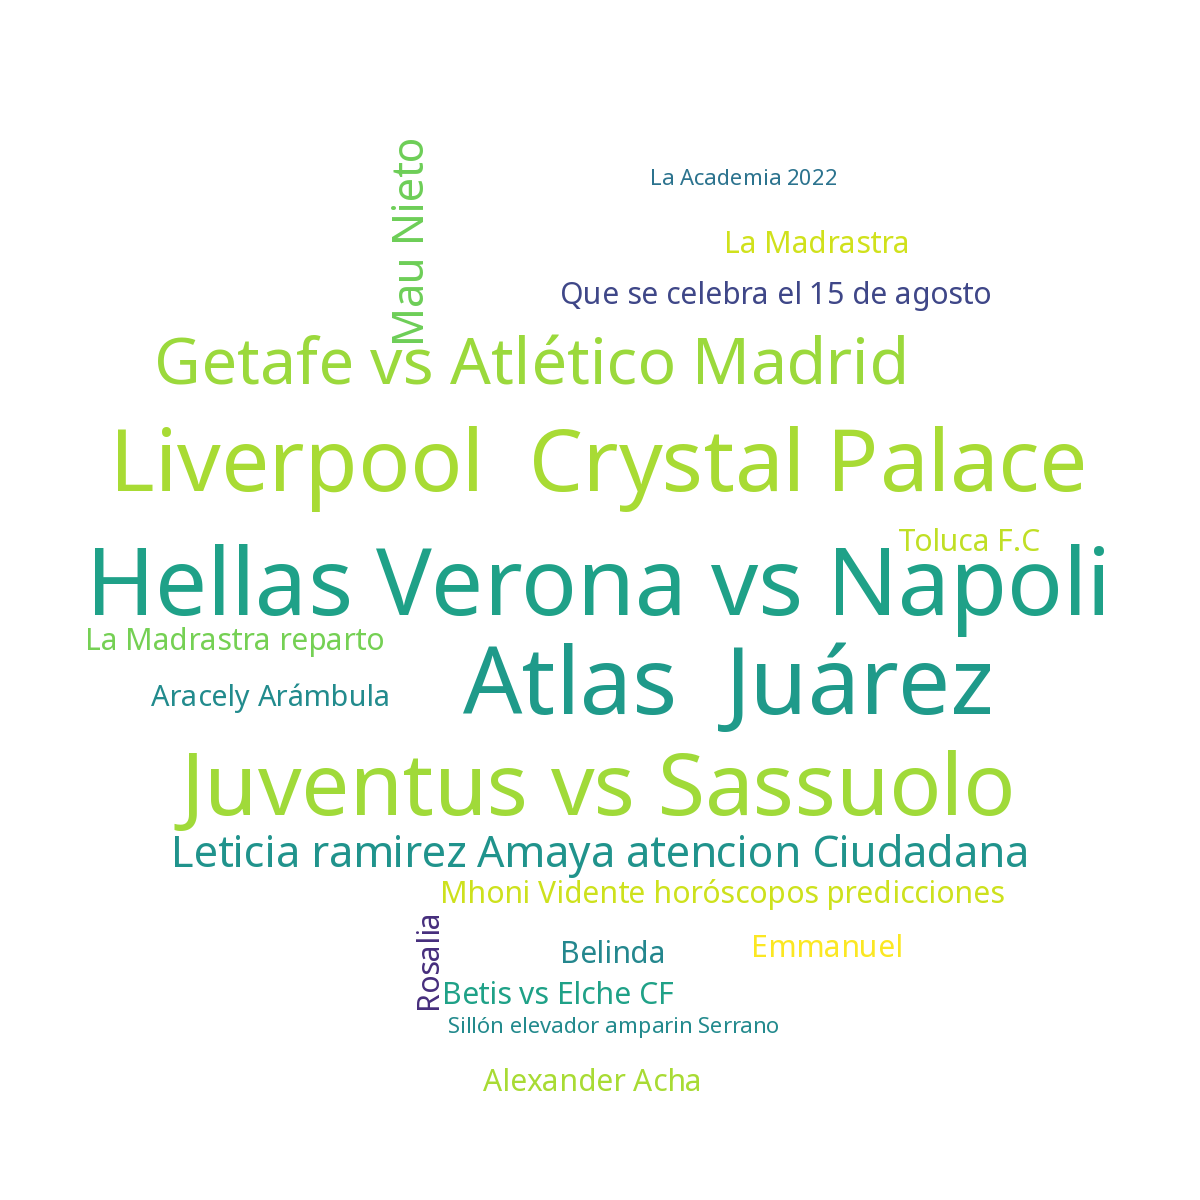 Mau Nieto
La Academia 2022
La Madrastra
Que se celebra el 15 de agosto
Getafe vs Atlético Madrid
Liverpool  Crystal Palace
Toluca F.C
Hellas Verona vs Napoli
La Madrastra reparto
Atlas  Juárez
Aracely Arámbula
Juventus vs Sassuolo
Leticia ramirez Amaya atencion Ciudadana
Mhoni Vidente horóscopos predicciones
Rosalia
Belinda
Emmanuel
Betis vs Elche CF
Sillón elevador amparin Serrano
Alexander Acha